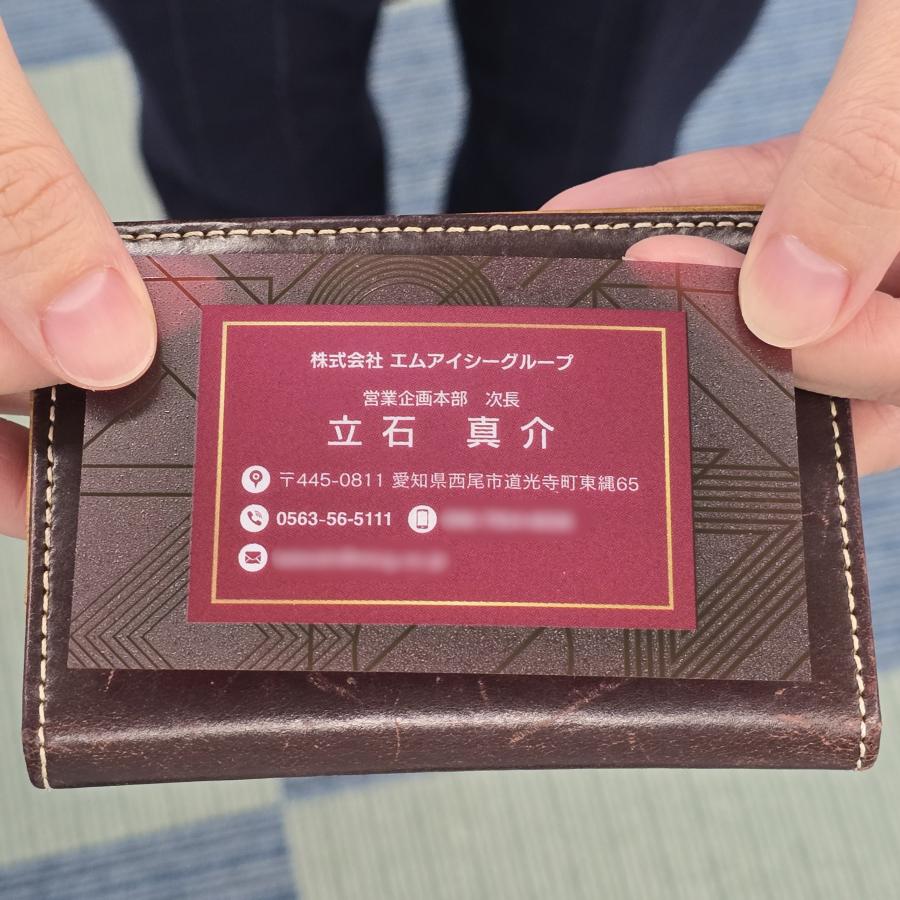 株式会社 エムアイシーグループ
営業企画本部 次長
立石 真介
〒445-0811 愛知県西尾市道光寺町東縄65
0563-56-5111